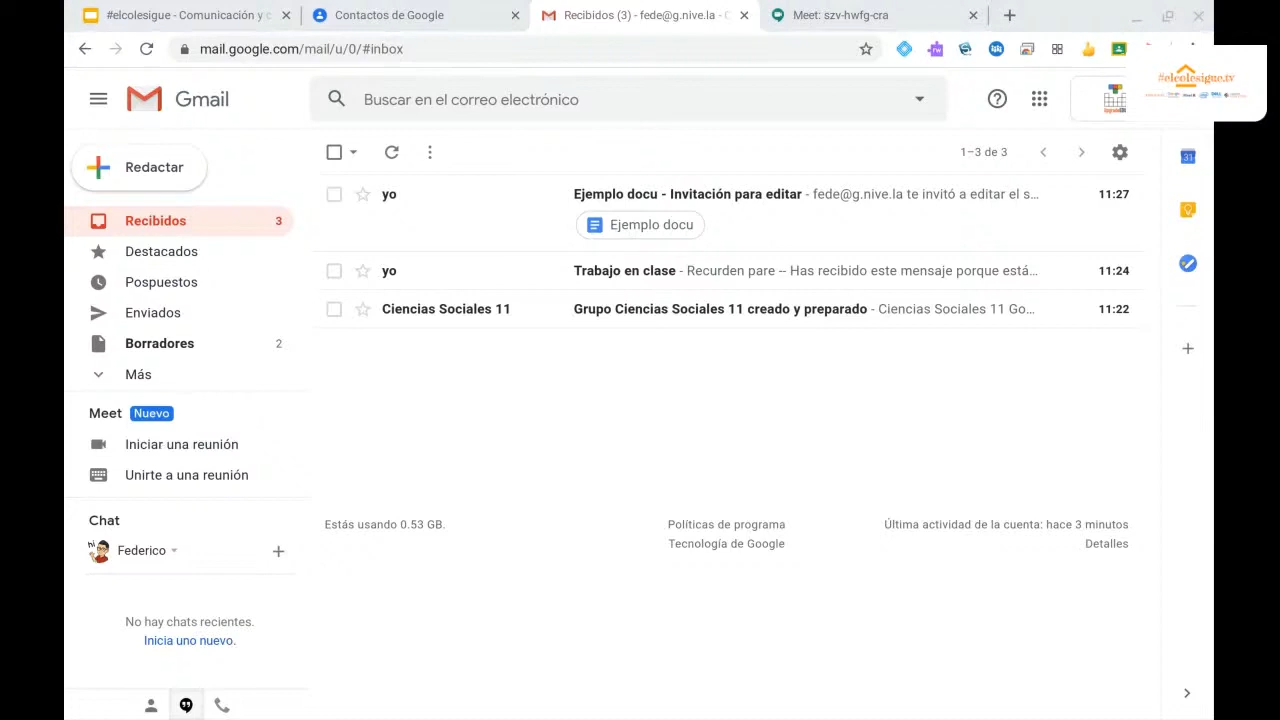 #elcolesigue - Comunicación y c
Contactos de Google
Recibidos (3) - fede@g.nive.la - C
Meet: szv-hwfg-cra
mail.google.com/mail/u/0/#inbox
#elcolesigue.tv
Gmail
Buscar en el correo electrónico
Redactar
1–3 de 3
31
yo
Ejemplo docu - Invitación para editar - fede@g.nive.la te invitó a editar el s…
11:27
Ejemplo docu
Recibidos
3
Destacados
Pospuestos
Enviados
Borradores
2
Más
yo
Trabajo en clase - Recurden pare -- Has recibido este mensaje porque está…
11:24
Ciencias Sociales 11
Grupo Ciencias Sociales 11 creado y preparado - Ciencias Sociales 11 Go…
11:22
Meet
Nuevo
Iniciar una reunión
Unirte a una reunión
Chat
Federico
No hay chats recientes.
Inicia uno nuevo.
Estás usando 0.53 GB.
Políticas de programa
Tecnología de Google
Última actividad de la cuenta: hace 3 minutos
Detalles